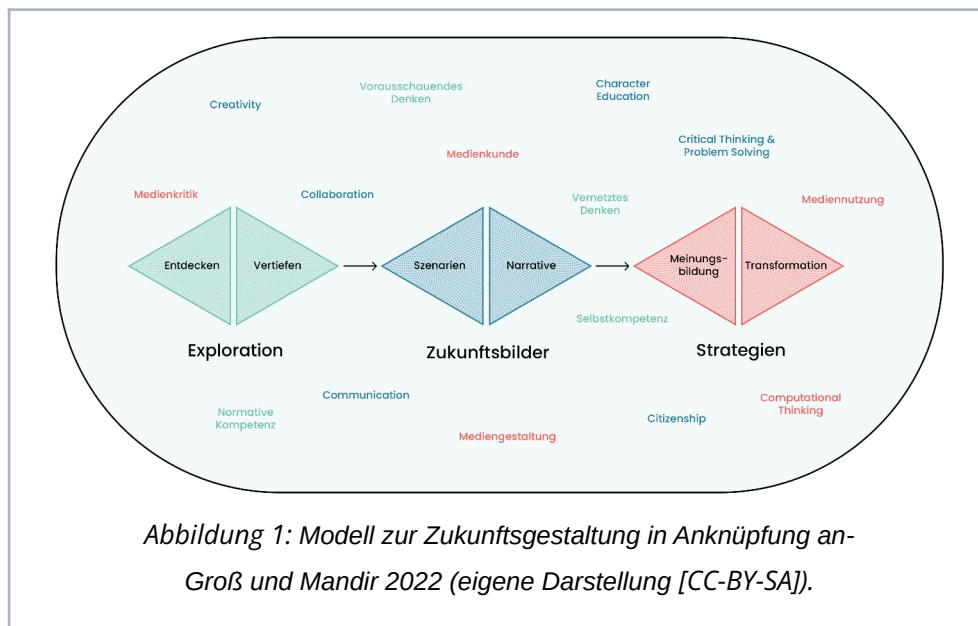 Vorausschauendes
Denken
Character
Education
Creativity
Critical Thinking &
Problem Solving
Medienkunde
Medienkritik
Collaboration
Vernetztes
Denken
Mediennutzung
Entdecken
Vertiefen
Szenarien
Narrative
Meinungs-
bildung
Transformation
Selbstkompetenz
Exploration
Zukunftsbilder
Strategien
Communication
Normative
Kompetenz
Mediengestaltung
Citizenship
Computational
Thinking
Abbildung 1: Modell zur Zukunftsgestaltung in Anknüpfung an-
Groß und Mandir 2022 (eigene Darstellung [CC-BY-SA]).